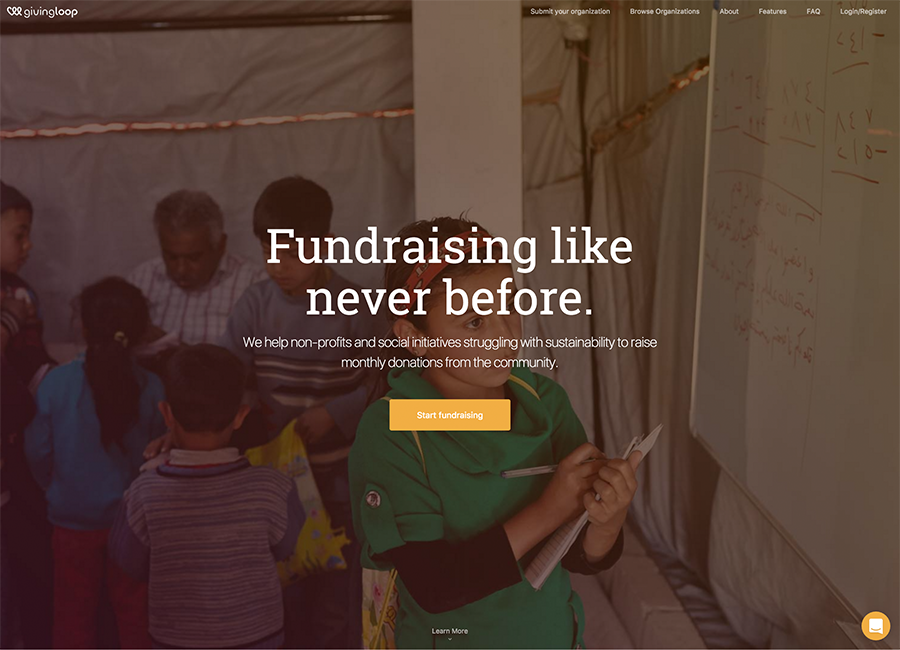 givingloop
Submit your organization
Browse Organizations
About
Features
FAQ
Login/Register
Fundraising like
never before.
We help non-profits and social initiatives struggling with sustainability to raise
monthly donations from the community.
Start fundraising
Learn More